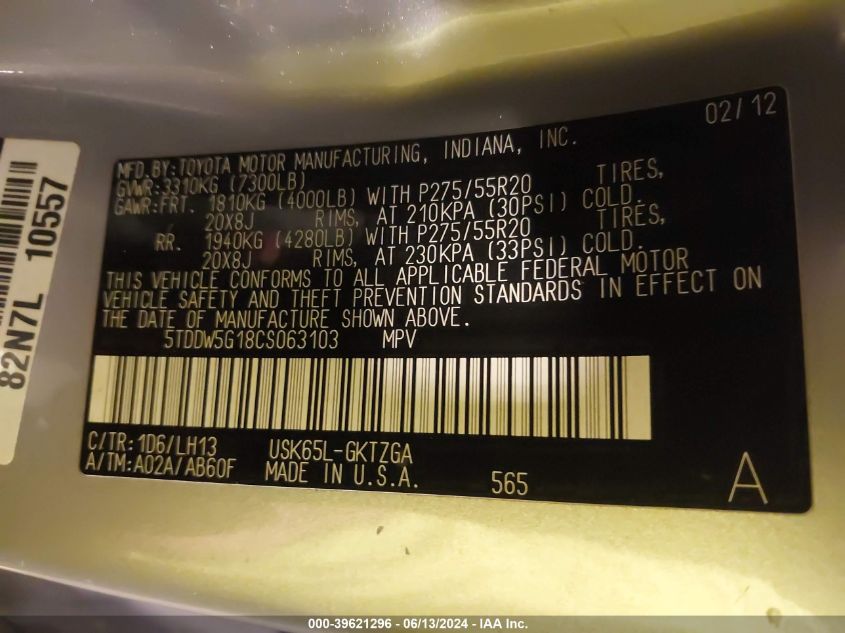 02/12
MFD.BY:TOYOTA MOTOR MANUFACTURING, INDIANA, INC.
GVWR:3310KG (7300LB)
GAWR:FRT. 1810KG (4000LB) WITH P275/55R20 TIRES,
20X8J RIMS, AT 210KPA (30PSI) COLD.
RR. 1940KG (4280LB) WITH P275/55R20 TIRES,
20X8J RIMS, AT 230KPA (33PSI) COLD.
THIS VEHICLE CONFORMS TO ALL APPLICABLE FEDERAL MOTOR
VEHICLE SAFETY AND THEFT PREVENTION STANDARDS IN EFFECT ON
THE DATE OF MANUFACTURE SHOWN ABOVE.
5TDDW5G18CS063103 MPV
C/TR: 1D6/LH13 USK65L-GKTZGA
A/TM: A02A/AB60F MADE IN U.S.A. 565 A
82N7L 10557
000-39621296 - 06/13/2024 - IAA Inc.